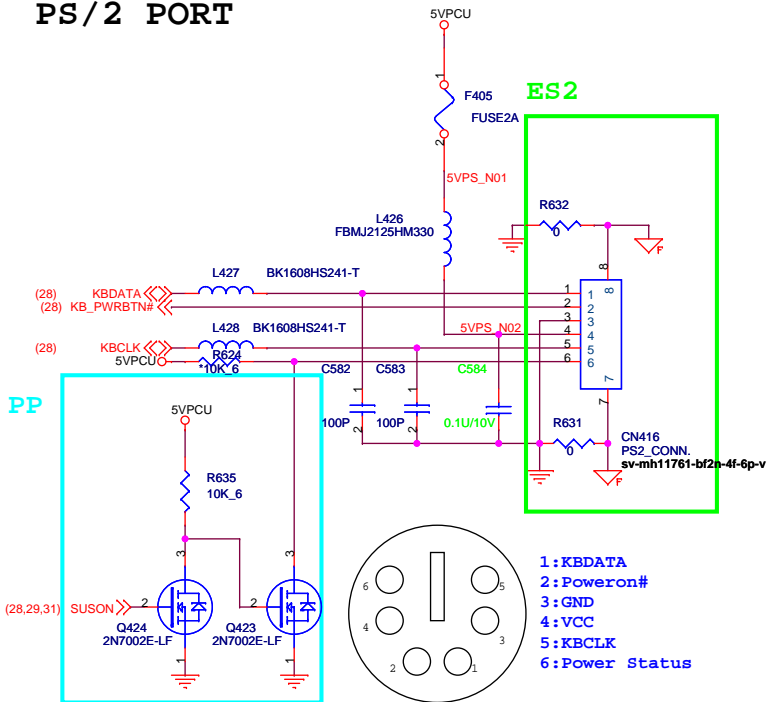 PS/2 PORT
5VPCU
1
F405
FUSE2A
2
ES2
5VPS_N01
R632
0
L426
FBMJ2125HM330
F
8
L427 BK1608HS241-T
(28) KBDATA
1 1 8
(28) KB_PWRBTN#
2 2
3 3
L428 BK1608HS241-T
5VPS_N02
4 4
(28) KBCLK
5 5
5VPCU
R624
6 6
*10K_6
C582 C583 C584
7
PP
5VPCU
1 1
7
100P 100P 0.1U/10V
2 2
R631
0
CN416
PS2_CONN.
sv-mh11761-bf2n-4f-6p-v
F
R635
10K_6
3 3
(28,29,31) SUSON
2 2
Q424 Q423
2N7002E-LF 2N7002E-LF
1 1
6 5
4 3
2 1
1:KBDATA
2:Poweron#
3:GND
4:VCC
5:KBCLK
6:Power Status